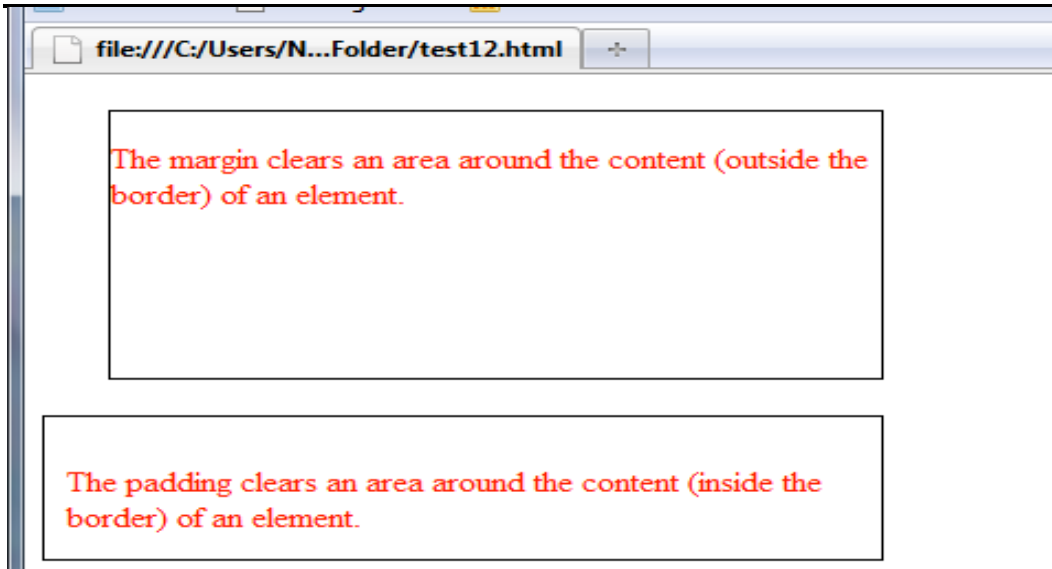 file:///C:/Users/N...Folder/test12.html
The margin clears an area around the content (outside the
border) of an element.
The padding clears an area around the content (inside the
border) of an element.